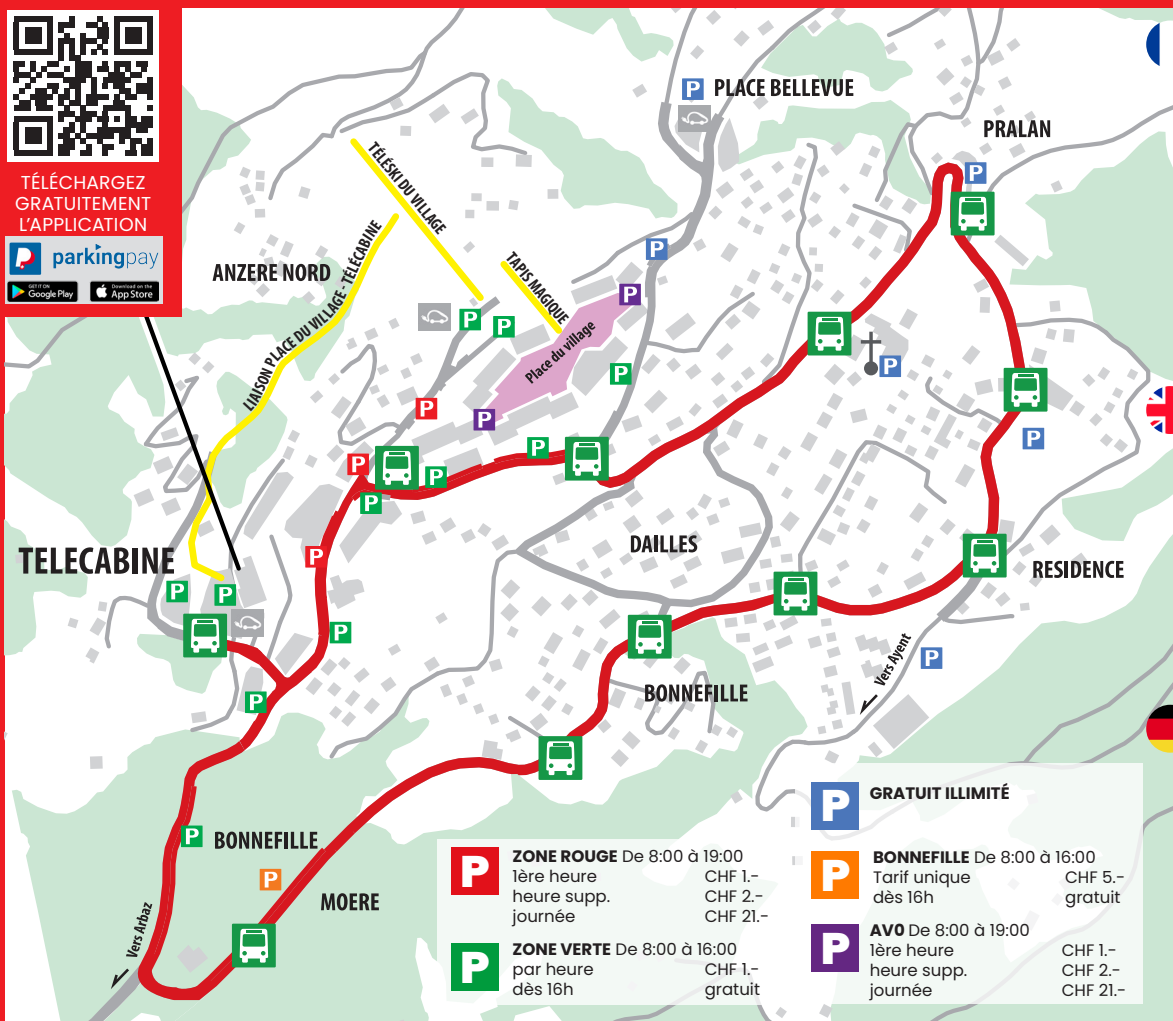 TÉLÉCHARGEZ
GRATUITEMENT
L'APPLICATION
P parkingpay
GET IT ON
Google Play
Download on the
App Store
P PLACE BELLEVUE
PRALAN
P
TÉLÉSKI DU VILLAGE
ANZERE NORD
LIAISON PLACE DU VILLAGE - TÉLÉCABINE
TAPIS MAGIQUE
P
P
Place du village
P
P
P
P
P
P
P
P
P
P
P
P
TELECABINE
P
DAILLES
RESIDENCE
P
P
P
Vers Ayent
P
BONNEFILLE
P
P
BONNEFILLE
P
MOERE
Vers Arbaz
P
ZONE ROUGE De 8:00 à 19:00
1ère heure CHF 1.-
heure supp. CHF 2.-
journée CHF 21.-
P
ZONE VERTE De 8:00 à 16:00
par heure CHF 1.-
dès 16h gratuit
P
GRATUIT ILLIMITÉ
P
BONNEFILLE De 8:00 à 16:00
Tarif unique CHF 5.-
dès 16h gratuit
P
AV0 De 8:00 à 19:00
1ère heure CHF 1.-
heure supp. CHF 2.-
journée CHF 21.-